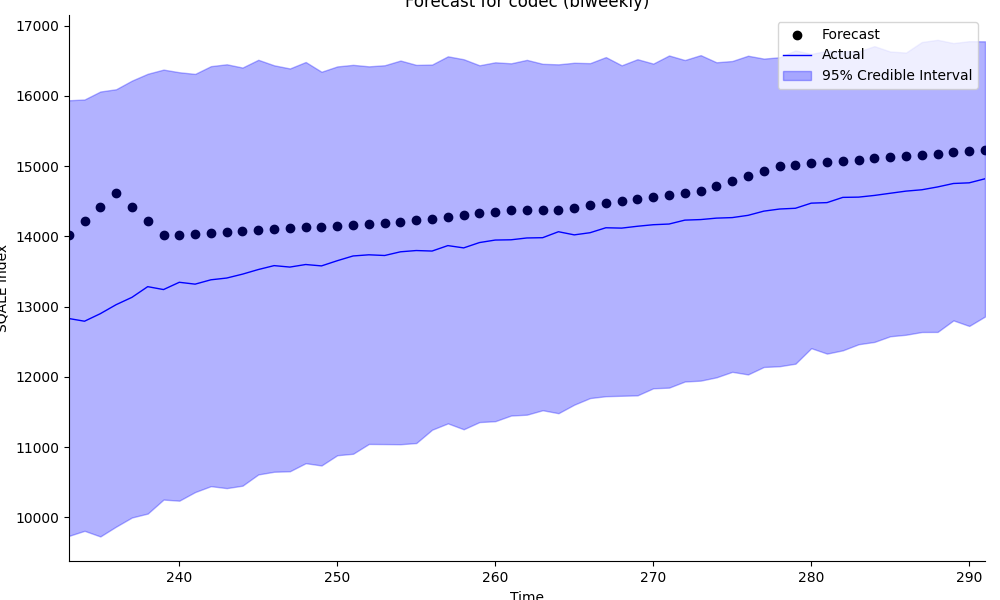 Forecast for codec (biweekly)
17000
16000
15000
14000
13000
12000
11000
10000
SQALE Index
Forecast
Actual
95% Credible Interval
240 250 260 270 280 290
Time